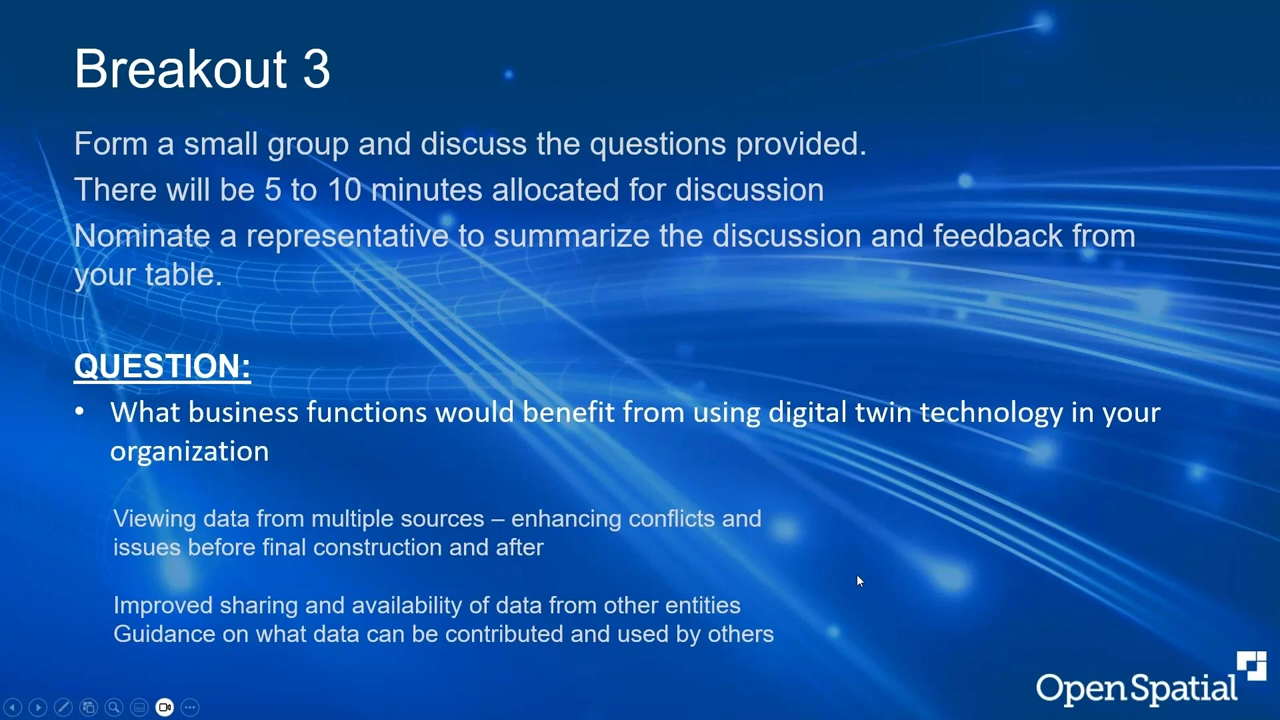 Breakout 3
Form a small group and discuss the questions provided.
There will be 5 to 10 minutes allocated for discussion
Nominate a representative to summarize the discussion and feedback from
your table.
QUESTION:
• What business functions would benefit from using digital twin technology in your
organization
Viewing data from multiple sources – enhancing conflicts and
issues before final construction and after
Improved sharing and availability of data from other entities
Guidance on what data can be contributed and used by others
Open Spatial